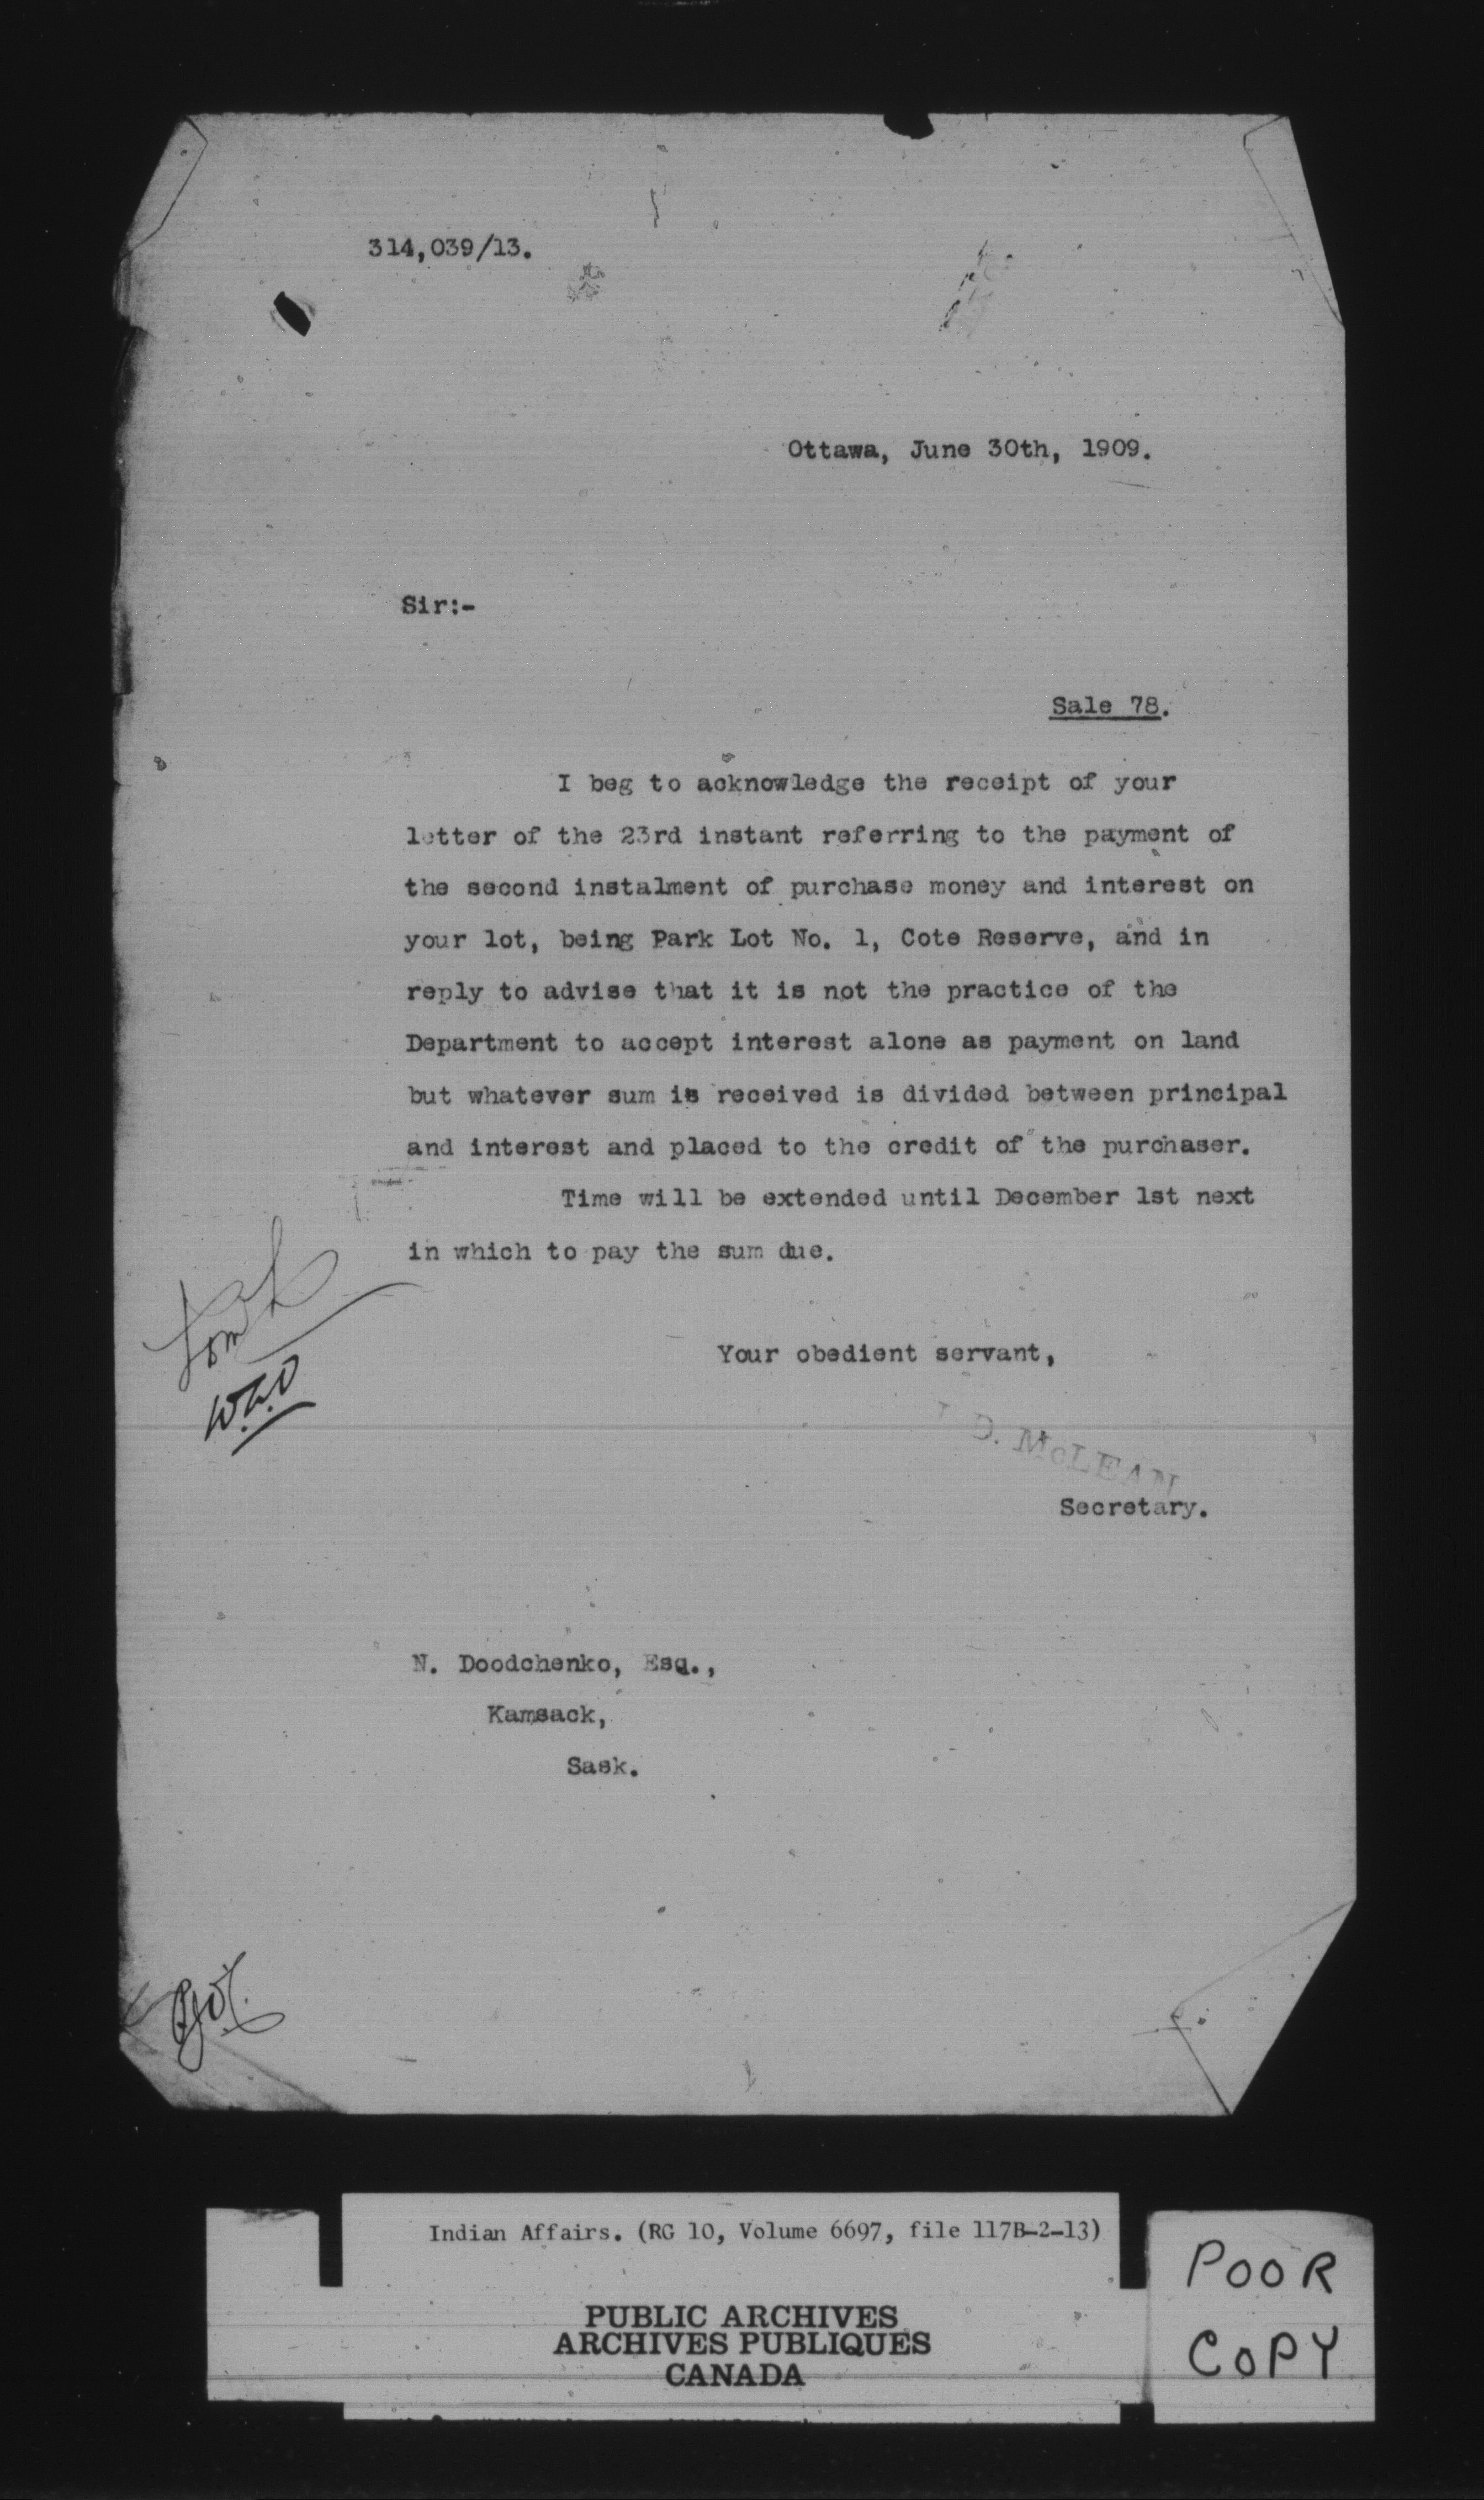 314,039/13.
Ottawa, June 30th, 1909.
Sir:-
Sale 78.
I beg to acknowledge the receipt of your
letter of the 23rd instant referring to the payment of
the second instalment of purchase money and interest on
your lot, being Park Lot No. 1, Cote Reserve, and in
reply to advise that it is not the practice of the
Department to accept interest alone as payment on land
but whatever sum is received is divided between principal
and interest and placed to the credit of the purchaser.
Time will be extended until December 1st next
in which to pay the sum due.
Your obedient servant,
D. McLEAN
Secretary.
N. Doodchenko, Esq.,
Kamsack,
Sask.
Indian Affairs. (RG 10, Volume 6697, file 117B-2-13)
PUBLIC ARCHIVES
ARCHIVES PUBLIQUES
CANADA
POOR
COPY